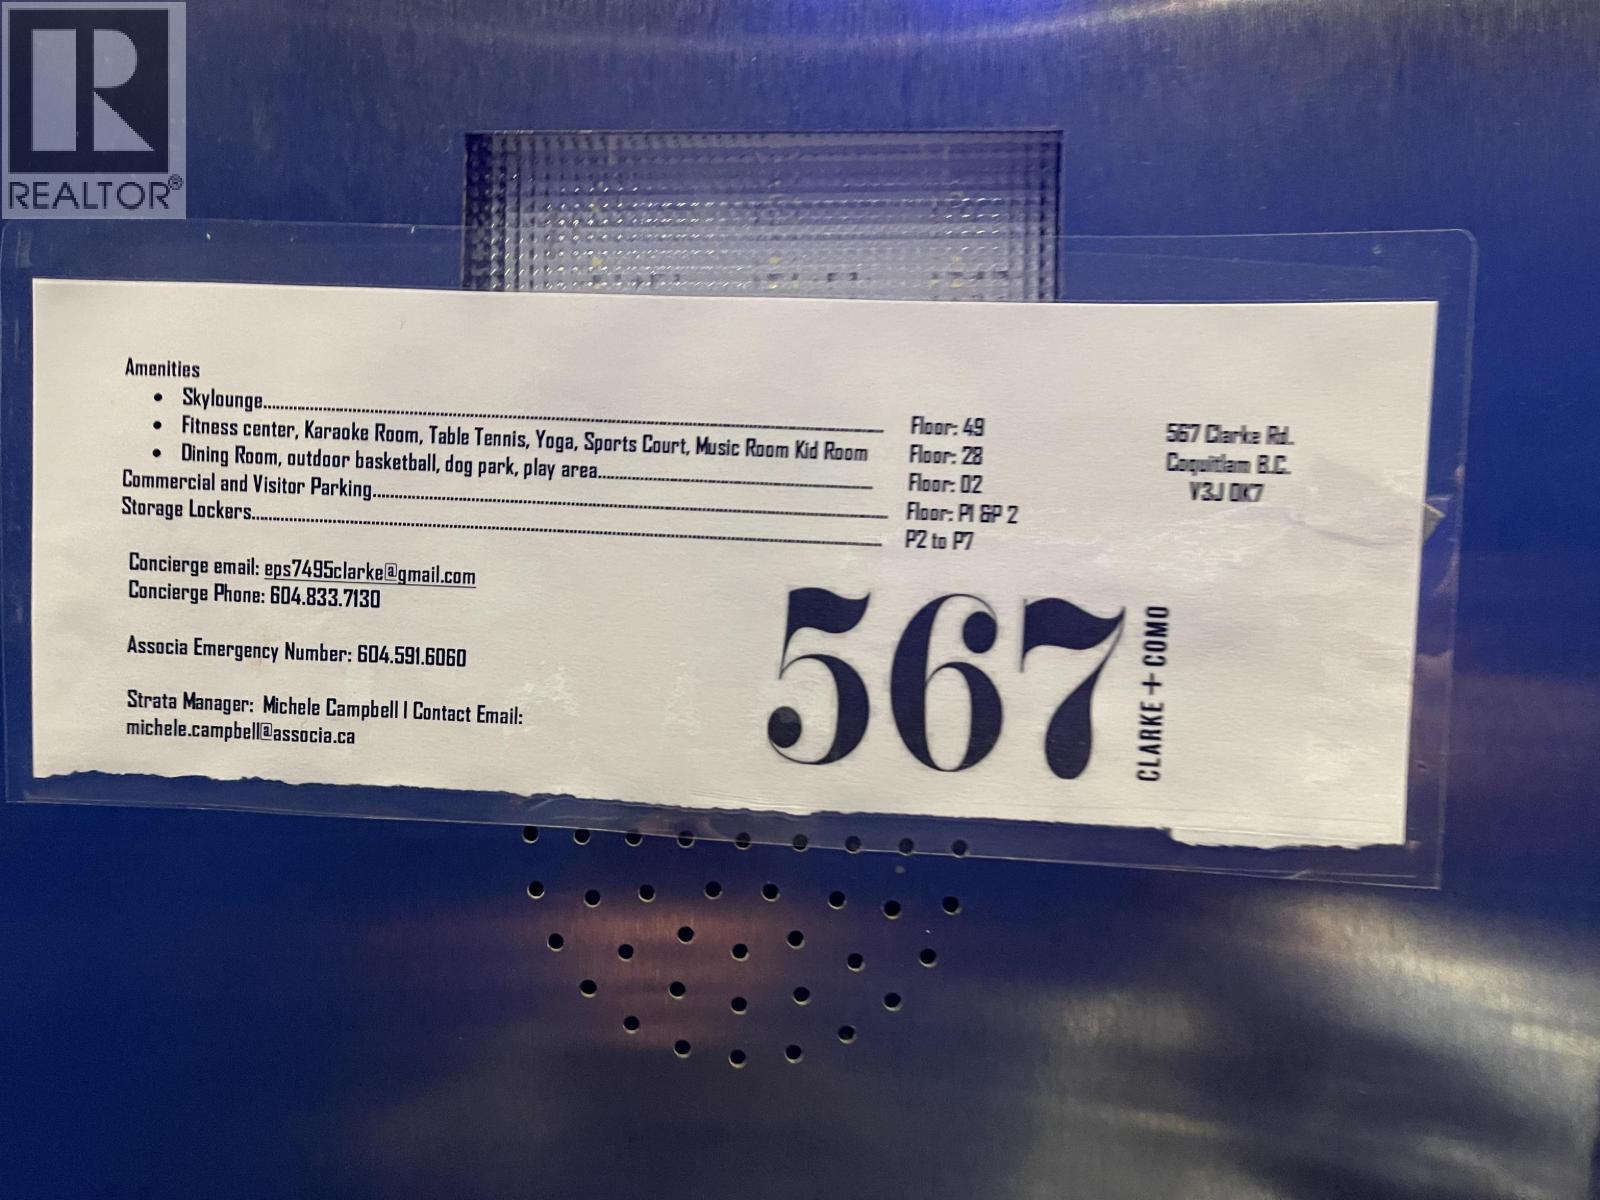 REALTOR®
Amenities
• Skylounge............ Floor: 49
• Fitness center, Karaoke Room, Table Tennis, Yoga, Sports Court, Music Room Kid Room Floor: 28
• Dining Room, outdoor basketball, dog park, play area............ Floor: 02
Commercial and Visitor Parking............ Floor: P1 &P 2
Storage Lockers............ P2 to P7
567 Clarke Rd.
Coquitlam B.C.
V3J 0K7
Concierge email: eps7495clarke@gmail.com
Concierge Phone: 604.833.7130
Associa Emergency Number: 604.591.6060
Strata Manager: Michele Campbell | Contact Email:
michele.campbell@associa.ca
567
CLARKE + COMO